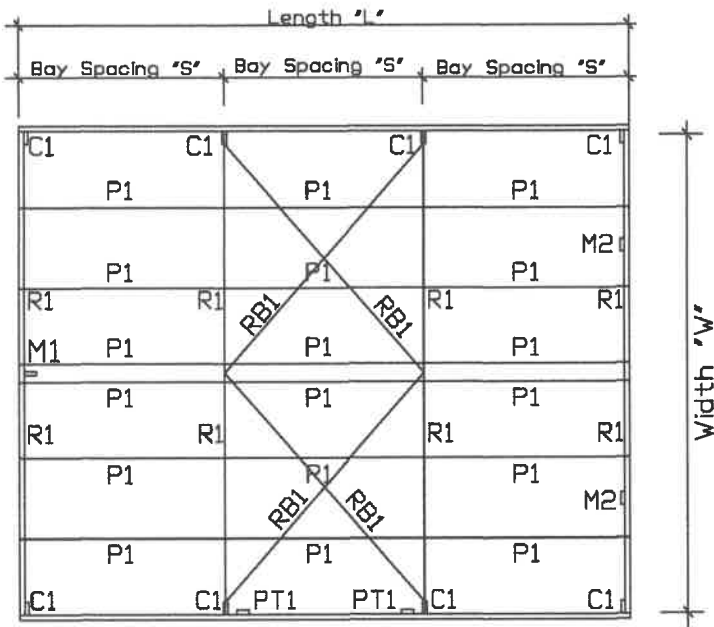 Length "L"
Bay Spacing "S" Bay Spacing "S" Bay Spacing "S"
C1 C1 C1 C1
P1 P1 P1
M2
P1 P1 P1
R1 R1 R1 R1
RB1 RB1
M1 P1 P1 P1
Width "W"
P1 P1 P1
R1 R1 R1 R1
P1 P1 P1
M2
RB1 RB1
P1 P1 P1
C1 C1 PT1 PT1 C1 C1